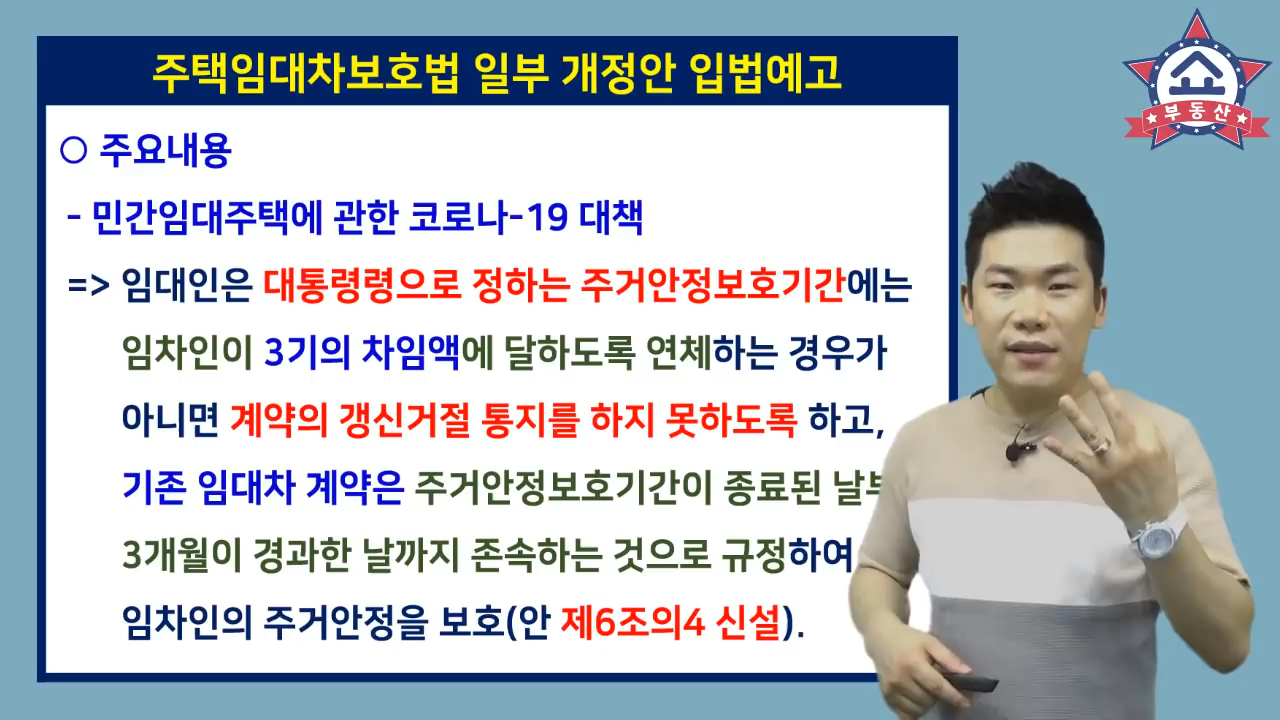 주택임대차보호법 일부 개정안 입법예고
부동산
○ 주요내용
- 민간임대주택에 관한 코로나-19 대책
=> 임대인은 대통령령으로 정하는 주거안정보호기간에는
임차인이 3기의 차임액에 달하도록 연체하는 경우가
아니면 계약의 갱신거절 통지를 하지 못하도록 하고,
기존 임대차 계약은 주거안정보호기간이 종료된
3개월이 경과한 날까지 존속하는 것으로 규정하여
임차인의 주거안정을 보호(안 제6조의4 신설).